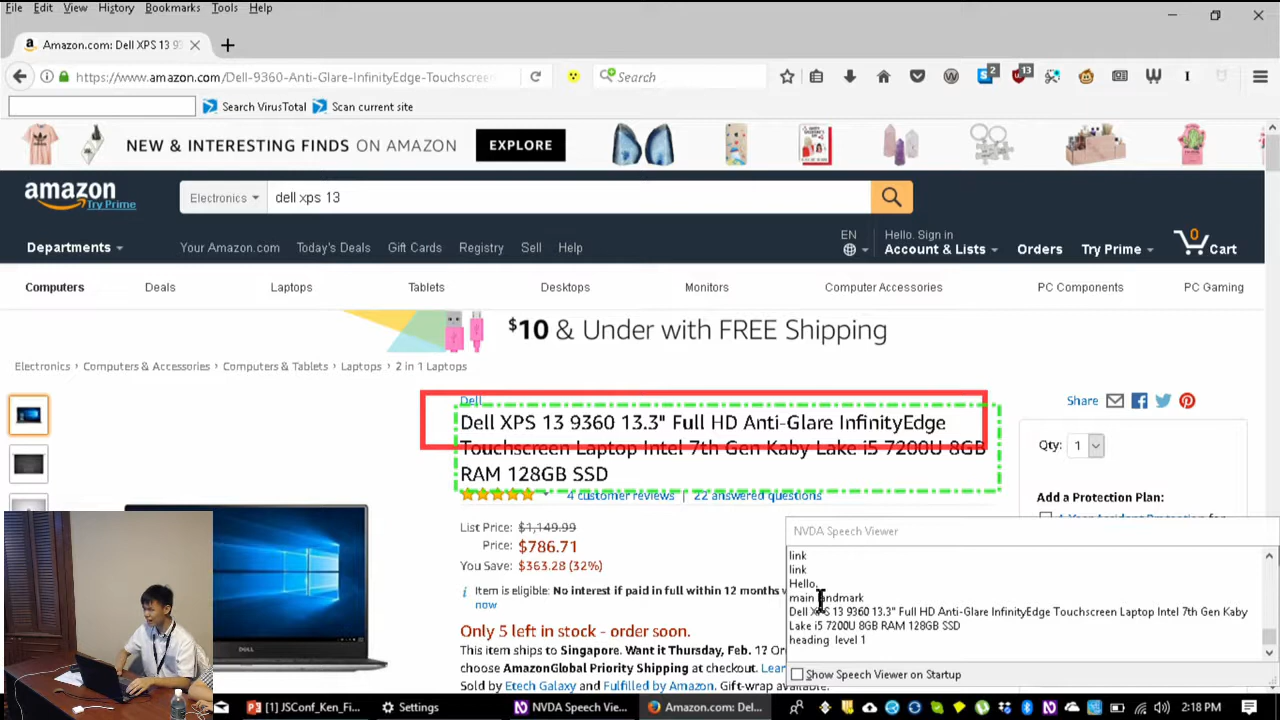 File Edit View History Bookmarks Tools Help
Amazon.com: Dell XPS 13 93
https://www.amazon.com/Dell-9360-Anti-Glare-InfinityEdge-Touchscreen
Search
2
13
Search VirusTotal Scan current site
NEW & INTERESTING FINDS ON AMAZON EXPLORE
amazon
Try Prime
Electronics dell xps 13
Departments Your Amazon.com Today's Deals Gift Cards Registry Sell Help
EN Hello. Sign in
Account & Lists Orders Try Prime 0 Cart
Computers Deals Laptops Tablets Desktops Monitors Computer Accessories PC Components PC Gaming
$10 & Under with FREE Shipping
Electronics › Computers & Accessories › Computers & Tablets › Laptops › 2 in 1 Laptops
Dell
Dell XPS 13 9360 13.3" Full HD Anti-Glare InfinityEdge
Touchscreen Laptop Intel 7th Gen Kaby Lake i5 7200U 8GB
RAM 128GB SSD
4 customer reviews | 22 answered questions
List Price: $1,149.99
Price: $786.71
You Save: $363.28 (32%)
Item is eligible: No interest if paid in full within 12 months
now
Only 5 left in stock - order soon.
This item ships to Singapore. Want it Thursday, Feb. 1? Or
choose AmazonGlobal Priority Shipping at checkout.
Sold by Etech Galaxy and Fulfilled by Amazon. Gift-wrap available.
Share
Qty: 1
Add a Protection Plan:
DELL
NVDA Speech Viewer
link
link
Hello.
main landmark
Dell XPS 13 9360 13.3" Full HD Anti-Glare InfinityEdge Touchscreen Laptop Intel 7th Gen Kaby
Lake i5 7200U 8GB RAM 128GB SSD
heading level 1
Show Speech Viewer on Startup
[1] JSConf_Ken_Fi... Settings NVDA Speech Vie... Amazon.com: Del... 2:18 PM